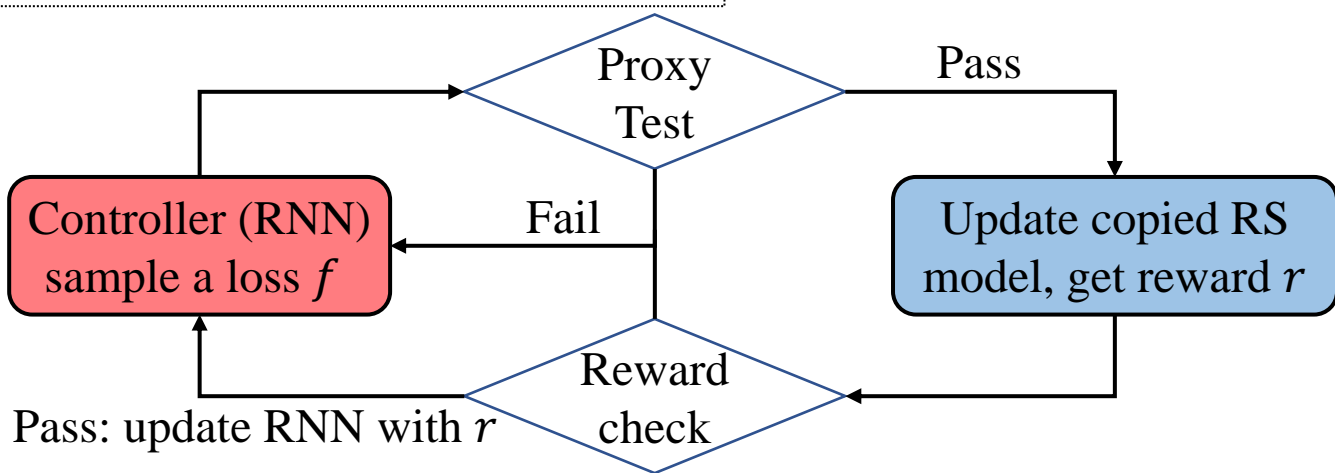 Proxy
Test
Pass
Controller (RNN)
sample a loss f
Fail
Update copied RS
model, get reward r
Reward
check
Pass: update RNN with r